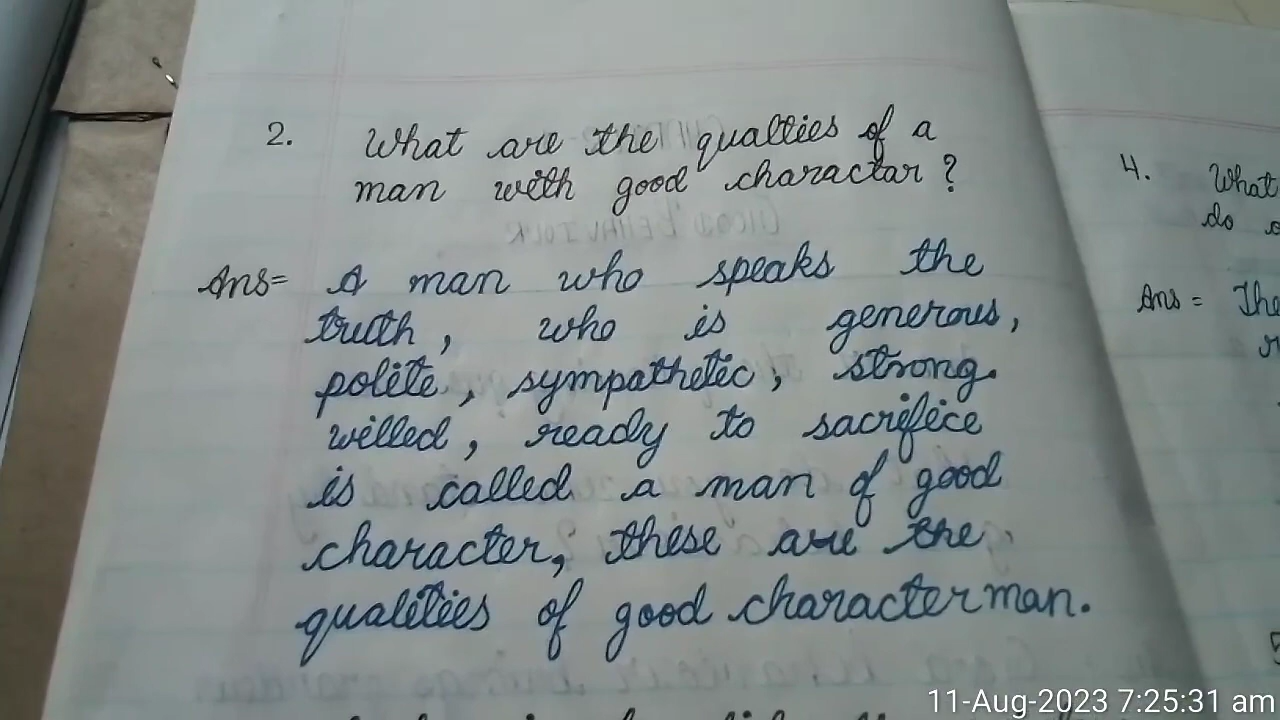 2. What are the qualties of a
man with good charactar?
Ans= A man who speaks the
truth, who is generous,
polite, sympathetic, strong.
willed, ready to sacrifice
is called a man of good
character, these are the
qualities of good character man.
4. What
do
Ans = The
11-Aug-2023 7:25:31 am